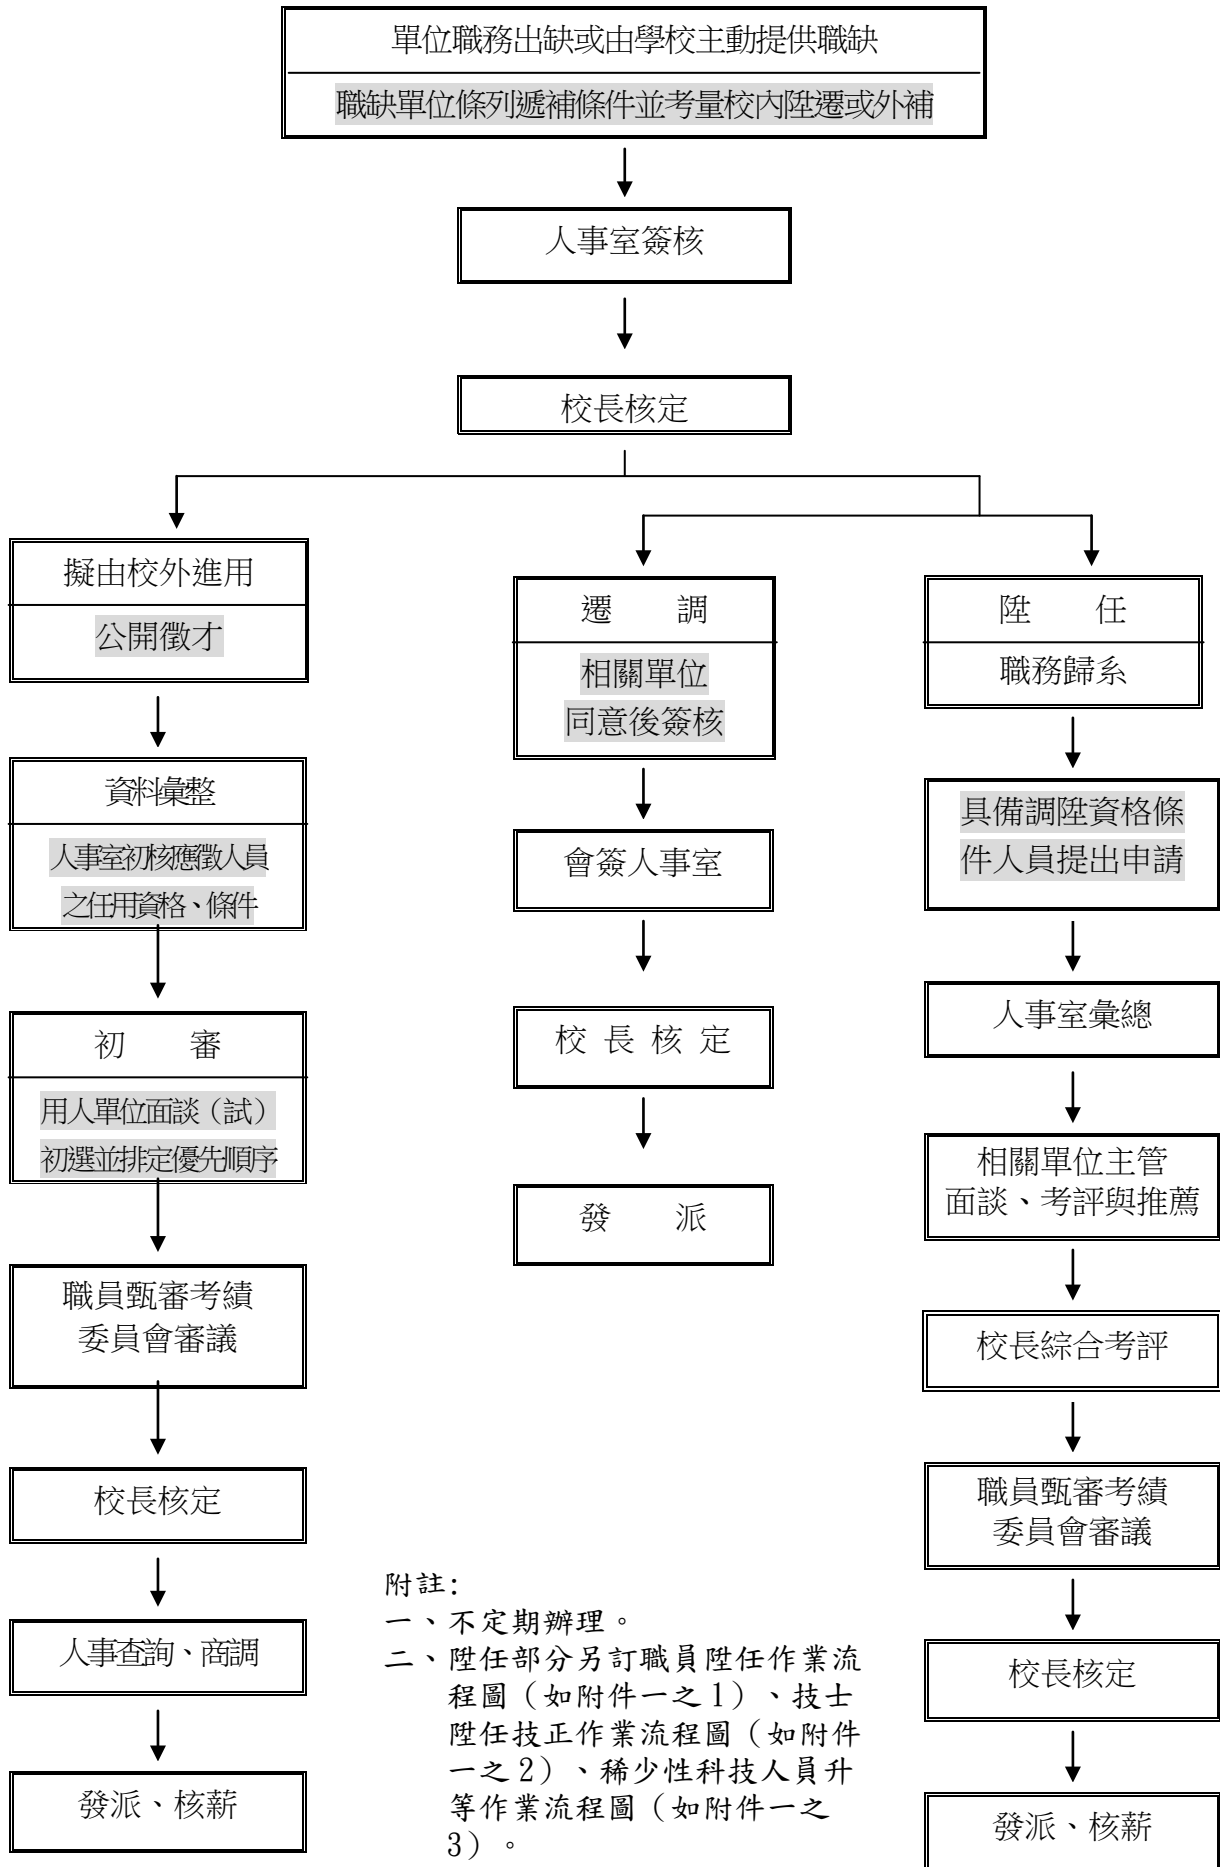 單位職務出缺或由學校主動提供職缺
職缺單位條列遞補條件並考量校內陞遷或外補
人事室簽核
校長核定
擬由校外進用
公開徵才
資料彙整
人事室初核應徵人員
之任用資格、條件
初　　審
用人單位面談（試）
初選並排定優先順序
職員甄審考績
委員會審議
校長核定
人事查詢、商調
發派、核薪
遷　　調
相關單位
同意後簽核
會簽人事室
校 長 核 定
發　　派
陞　　任
職務歸系
具備調陞資格條
件人員提出申請
人事室彙總
相關單位主管
面談、考評與推薦
校長綜合考評
職員甄審考績
委員會審議
校長核定
發派、核薪
附註：
一、不定期辦理。
二、陞任部分另訂職員陞任作業流
程圖（如附件一之1）、技士
陞任技正作業流程圖（如附件
一之2）、稀少性科技人員升
等作業流程圖（如附件一之
3）。